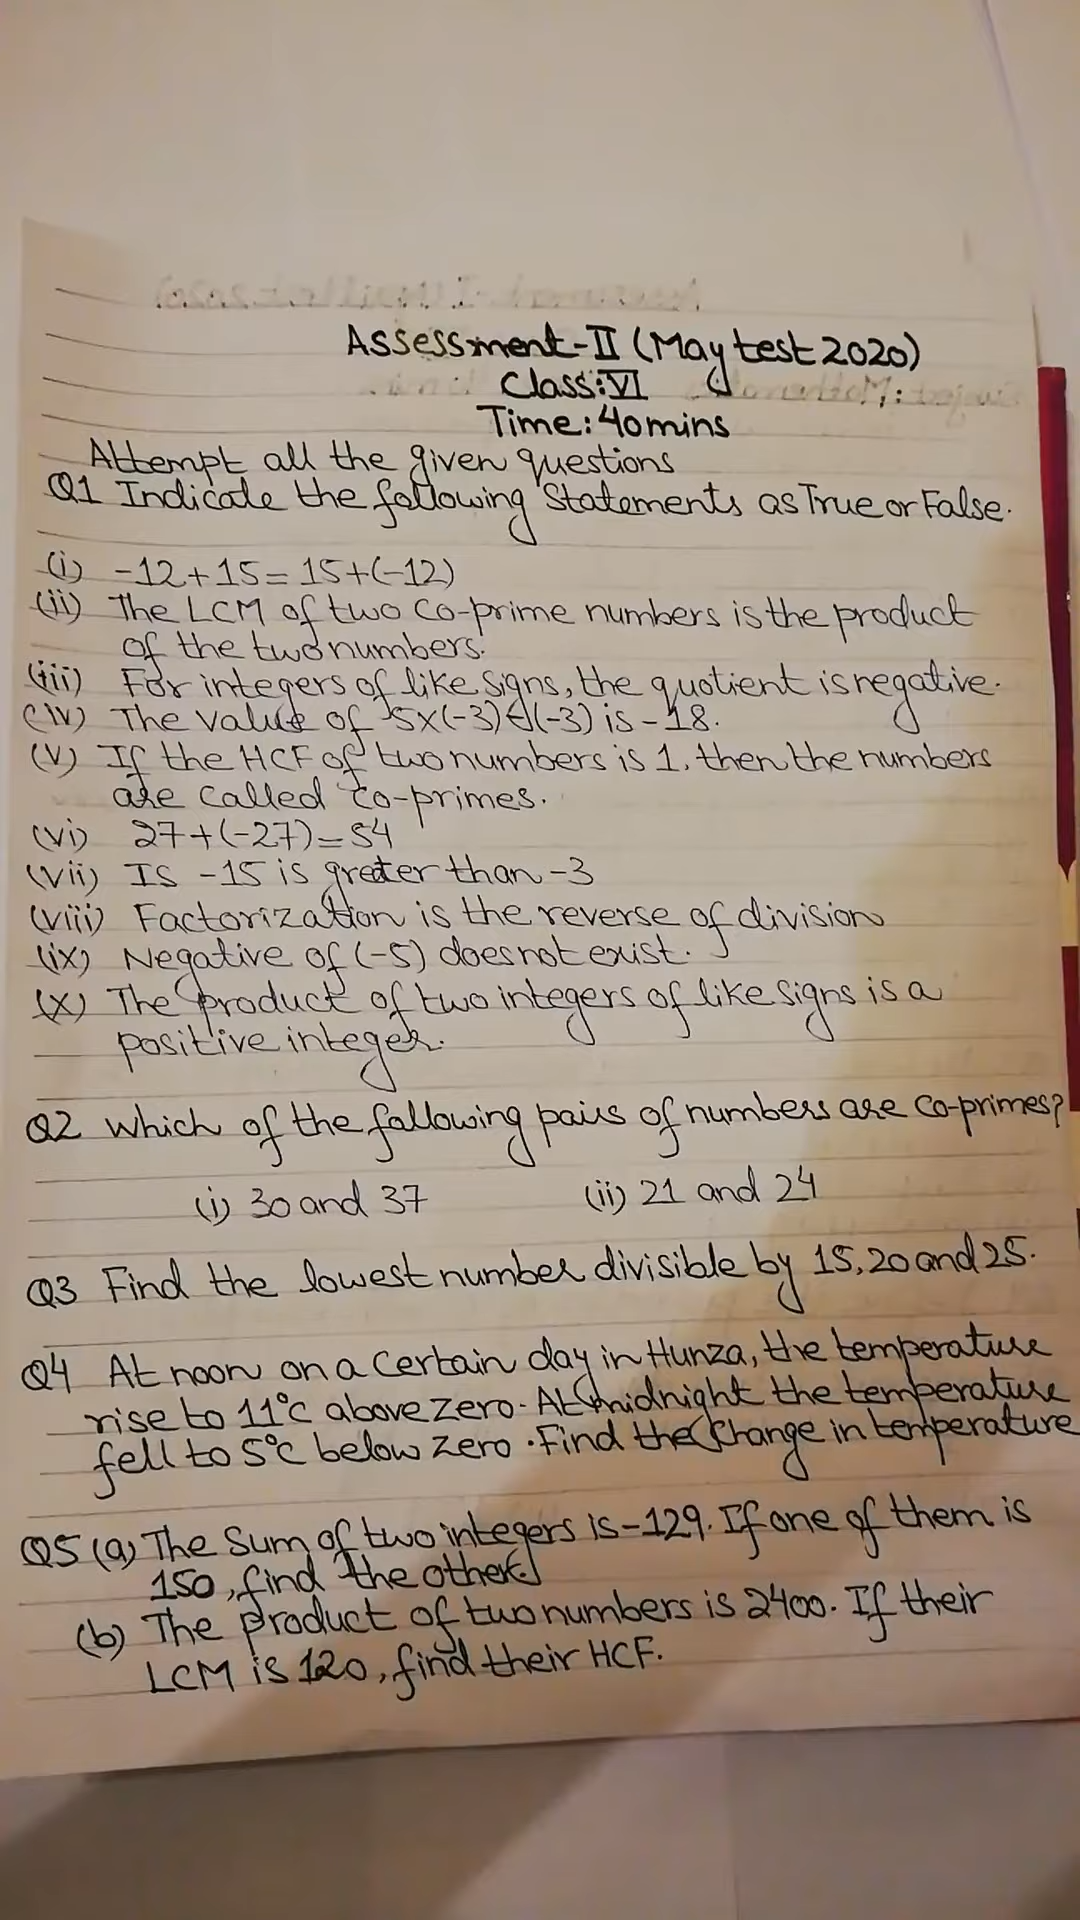 Assessment-II (May test 2020)
Class:VI
Time:40mins
Attempt all the given questions
Q1 Indicate the following Statements as True or False.
(i) -12+15=15+(-12)
(ii) The LCM of two Co-prime numbers is the product
of the two numbers.
(iii) For integers of like Signs, the quotient is negative.
(iv) The value of 5x(-3)+(-3) is -18.
(v) If the HCF of two numbers is 1, then the numbers
are called co-primes.
(vi) 27+(-27)=54
(vii) Is -15 is greter than -3
(viii) Factorization is the reverse of division
(ix) Negative of (-5) does not exist.
(x) The product of two integers of like signs is a
positive integer.
Q2 which of the following pairs of numbers are co-primes?
(i) 30 and 37 (ii) 21 and 24
Q3 Find the lowest number divisible by 15,20 and 25.
Q4 At noon on a Certain day in Hunza, the temperature
rise to 11°c above zero. At midnight the temperature
fell to 5°c below zero. Find the Change in temperature
Q5 (a) The Sum of two integers is -129. If one of them is
150, find the other.
(b) The product of two numbers is 2400. If their
LCM is 120, find their HCF.